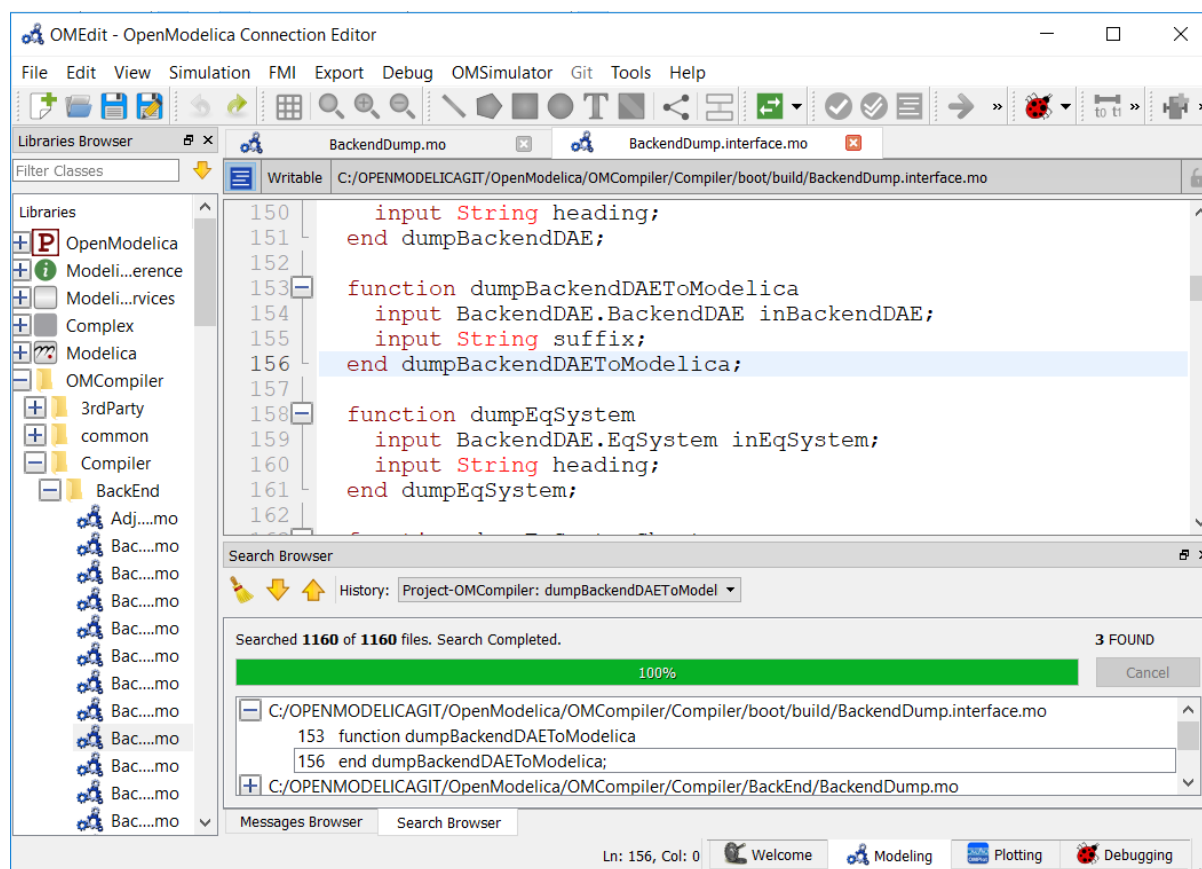 OMEdit - OpenModelica Connection Editor
File Edit View Simulation FMI Export Debug OMSimulator Git Tools Help
T » to t1 » »
Libraries Browser
BackendDump.mo
BackendDump.interface.mo
Filter Classes
Writable C:/OPENMODELICAGIT/OpenModelica/OMCompiler/Compiler/boot/build/BackendDump.interface.mo
Libraries
P OpenModelica
i Modeli...erence
Modeli...rvices
Complex
Modelica
OMCompiler
3rdParty
common
Compiler
BackEnd
Adj....mo
Bac....mo
Bac....mo
Bac....mo
Bac....mo
Bac....mo
Bac....mo
Bac....mo
Bac....mo
Bac....mo
Bac....mo
Bac....mo
150 input String heading;
151 end dumpBackendDAE;
152
153 function dumpBackendDAEToModelica
154 input BackendDAE.BackendDAE inBackendDAE;
155 input String suffix;
156 end dumpBackendDAEToModelica;
157
158 function dumpEqSystem
159 input BackendDAE.EqSystem inEqSystem;
160 input String heading;
161 end dumpEqSystem;
162
Search Browser
History: Project-OMCompiler: dumpBackendDAEToModel
Searched 1160 of 1160 files. Search Completed.
3 FOUND
100%
Cancel
C:/OPENMODELICAGIT/OpenModelica/OMCompiler/Compiler/boot/build/BackendDump.interface.mo
153 function dumpBackendDAEToModelica
156 end dumpBackendDAEToModelica;
C:/OPENMODELICAGIT/OpenModelica/OMCompiler/Compiler/BackEnd/BackendDump.mo
Messages Browser Search Browser
Ln: 156, Col: 0 Welcome Modeling Plotting Debugging